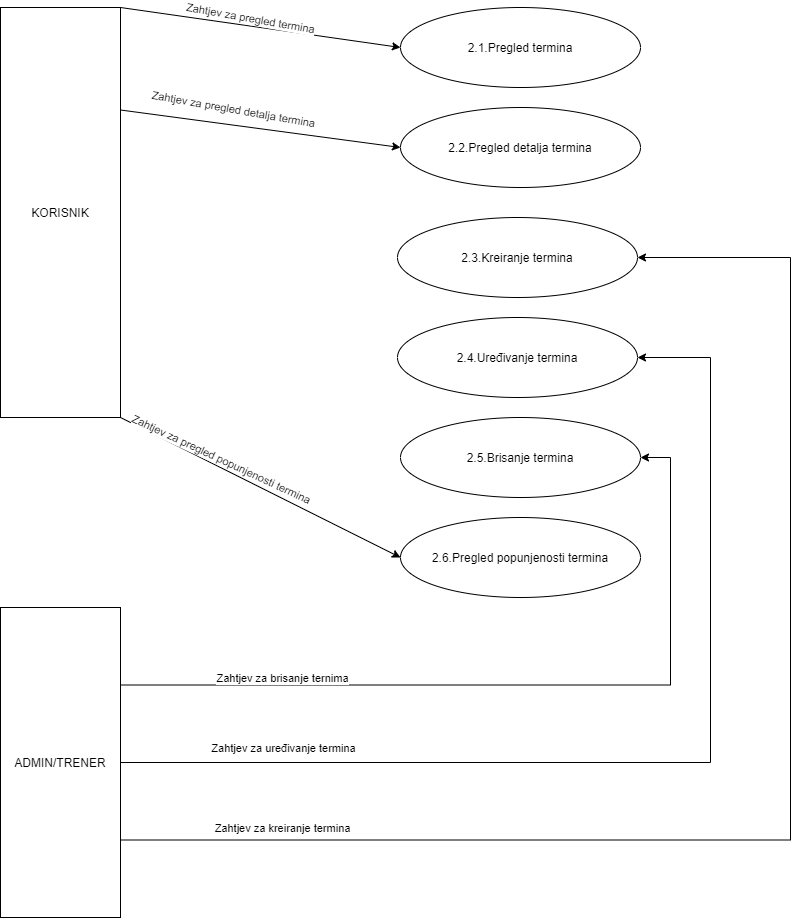 Zahtjev za pregled termina
2.1.Pregled termina
Zahtjev za pregled detalja termina
2.2.Pregled detalja termina
KORISNIK
2.3.Kreiranje termina
2.4.Uređivanje termina
Zahtjev za pregled popunjenosti termina
2.5.Brisanje termina
2.6.Pregled popunjenosti termina
Zahtjev za brisanje ternima
Zahtjev za uređivanje termina
ADMIN/TRENER
Zahtjev za kreiranje termina